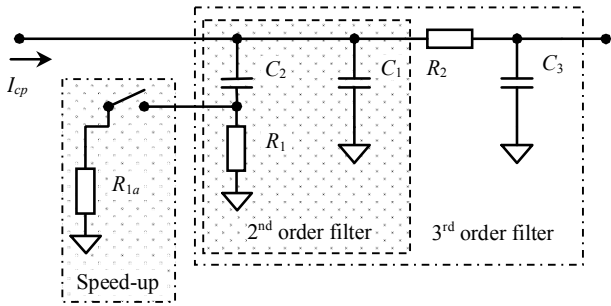 I_cp
C_2
C_1
R_2
C_3
R_1
R_1a
2nd order filter
3rd order filter
Speed-up